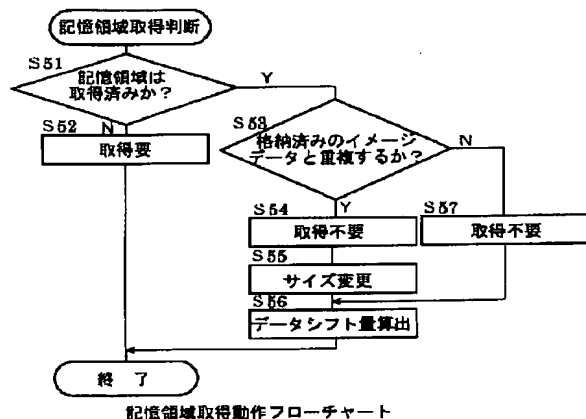 記憶領域取得判断
S51
記憶領域は
取得済みか？
Y
N
S52
取得要
S53
格納済みのイメージ
データと重複するか？
N
Y
S54
取得不要
S57
取得不要
S55
サイズ変更
S56
データシフト量算出
終 了
記憶領域取得動作フローチャート